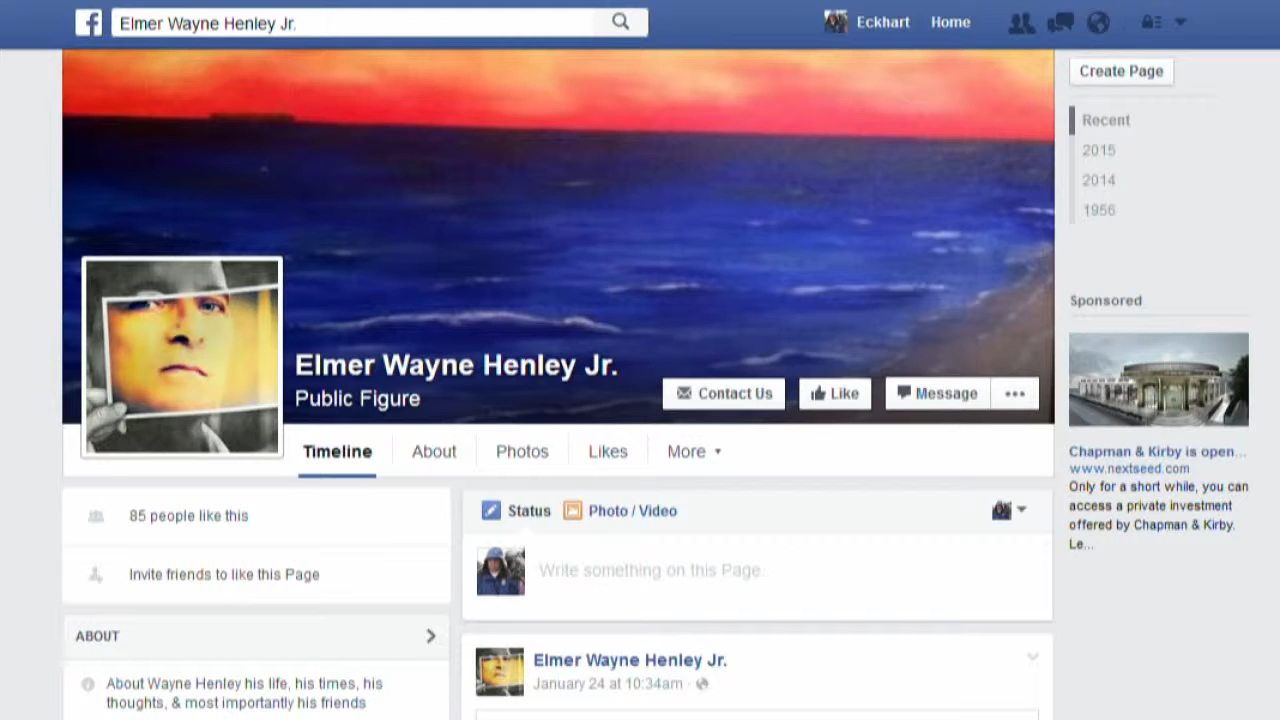 f
Elmer Wayne Henley Jr.
Eckhart
Home
Create Page
Recent
2015
2014
1956
Elmer Wayne Henley Jr.
Public Figure
Contact Us
Like
Message
Timeline
About
Photos
Likes
More
Sponsored
Chapman & Kirby is open...
www.nextseed.com
Only for a short while, you can
access a private investment
offered by Chapman & Kirby.
Le...
85 people like this
Invite friends to like this Page
ABOUT
About Wayne Henley his life, his times, his
thoughts, & most importantly his friends
Status
Photo / Video
Write something on this Page.
Elmer Wayne Henley Jr.
January 24 at 10:34am ·